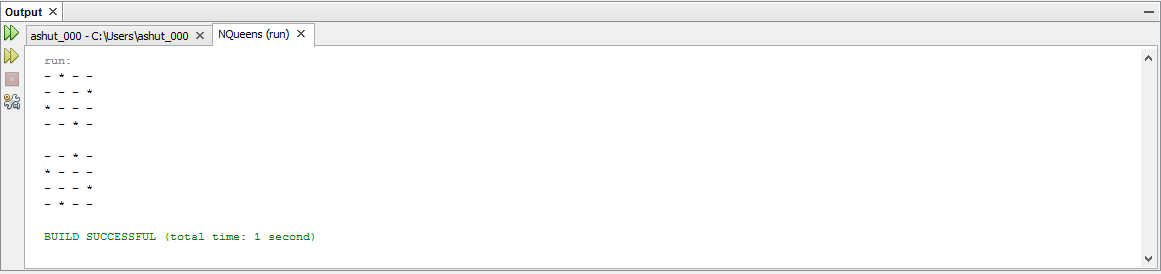 Output
ashut_000 - C:\Users\ashut_000 NQueens (run)
run:
- * - -
- - - *
* - - -
- - * -

- - * -
* - - -
- - - *
- * - -

BUILD SUCCESSFUL (total time: 1 second)